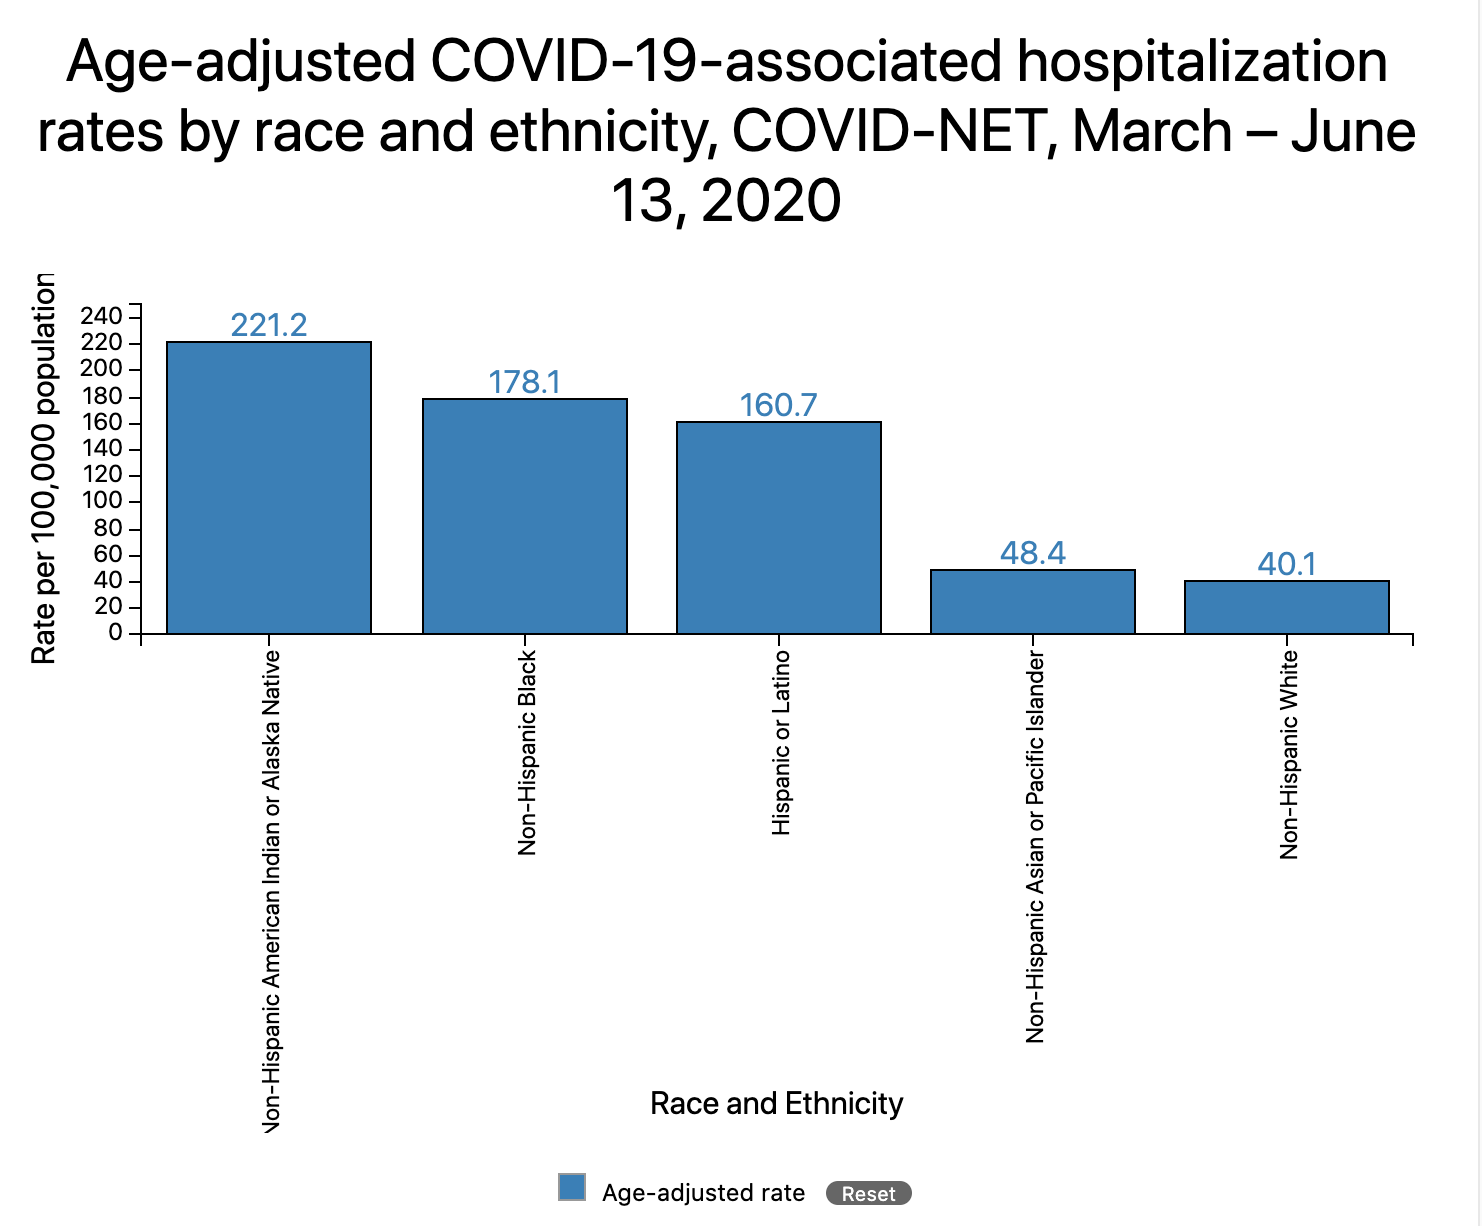 Age-adjusted COVID-19-associated hospitalization
rates by race and ethnicity, COVID-NET, March – June
13, 2020
Rate per 100,000 population
240
220
200
180
160
140
120
100
80
60
40
20
0
221.2
178.1
160.7
48.4
40.1
Non-Hispanic American Indian or Alaska Native
Non-Hispanic Black
Hispanic or Latino
Non-Hispanic Asian or Pacific Islander
Non-Hispanic White
Race and Ethnicity
Age-adjusted rate
Reset